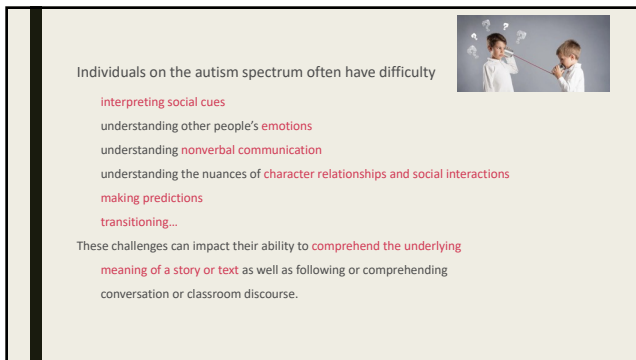 Individuals on the autism spectrum often have difficulty
interpreting social cues
understanding other people's emotions
understanding nonverbal communication
understanding the nuances of character relationships and social interactions
making predictions
transitioning…
These challenges can impact their ability to comprehend the underlying
meaning of a story or text as well as following or comprehending
conversation or classroom discourse.